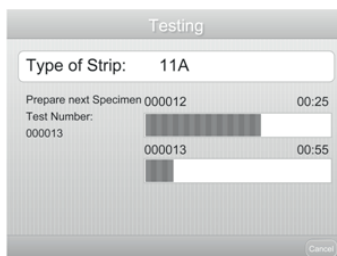 Testing
Type of Strip: 11A
Prepare next Specimen
Test Number:
000013
000012 00:25
000013 00:55
Cancel